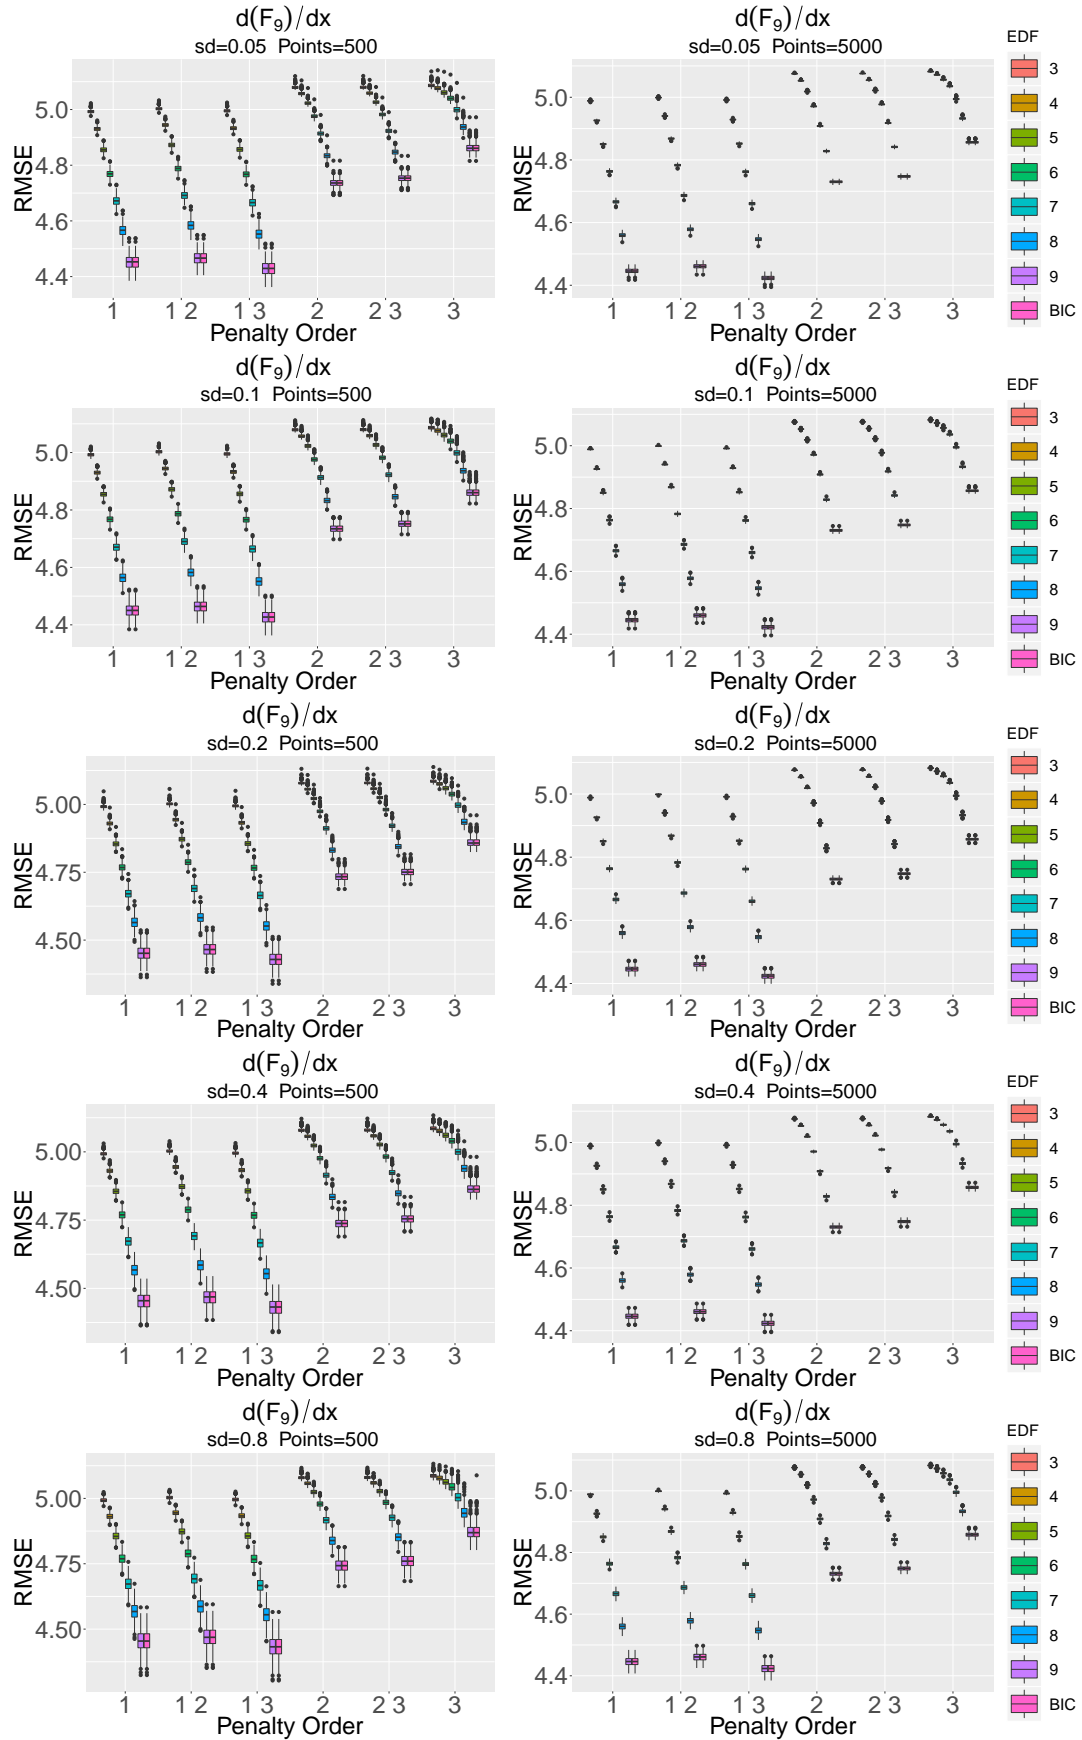 d(F₉)/dx
sd=0.05 Points=500
RMSE
5.0
4.8
4.6
4.4
1 1 2 1 3 2 2 3 3
Penalty Order
d(F₉)/dx
sd=0.05 Points=5000
RMSE
5.0
4.8
4.6
4.4
1 1 2 1 3 2 2 3 3
Penalty Order
EDF
3
4
5
6
7
8
9
BIC
d(F₉)/dx
sd=0.1 Points=500
RMSE
5.0
4.8
4.6
4.4
1 1 2 1 3 2 2 3 3
Penalty Order
d(F₉)/dx
sd=0.1 Points=5000
RMSE
5.0
4.8
4.6
4.4
1 1 2 1 3 2 2 3 3
Penalty Order
EDF
3
4
5
6
7
8
9
BIC
d(F₉)/dx
sd=0.2 Points=500
RMSE
5.00
4.75
4.50
1 1 2 1 3 2 2 3 3
Penalty Order
d(F₉)/dx
sd=0.2 Points=5000
RMSE
5.0
4.8
4.6
4.4
1 1 2 1 3 2 2 3 3
Penalty Order
EDF
3
4
5
6
7
8
9
BIC
d(F₉)/dx
sd=0.4 Points=500
RMSE
5.00
4.75
4.50
1 1 2 1 3 2 2 3 3
Penalty Order
d(F₉)/dx
sd=0.4 Points=5000
RMSE
5.0
4.8
4.6
4.4
1 1 2 1 3 2 2 3 3
Penalty Order
EDF
3
4
5
6
7
8
9
BIC
d(F₉)/dx
sd=0.8 Points=500
RMSE
5.00
4.75
4.50
1 1 2 1 3 2 2 3 3
Penalty Order
d(F₉)/dx
sd=0.8 Points=5000
RMSE
5.0
4.8
4.6
4.4
1 1 2 1 3 2 2 3 3
Penalty Order
EDF
3
4
5
6
7
8
9
BIC